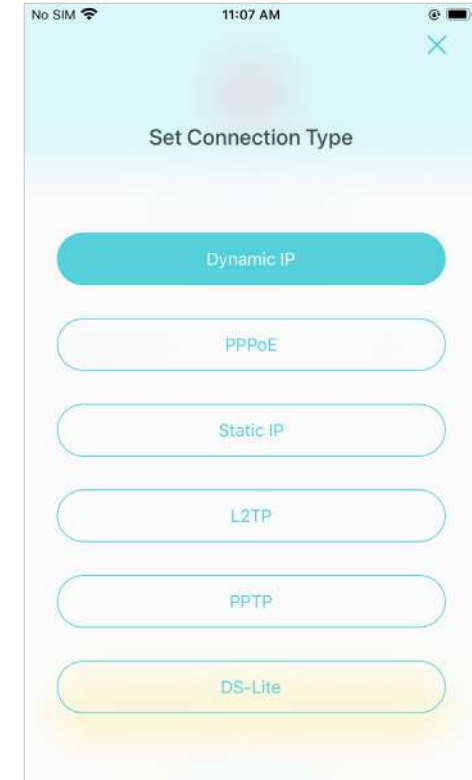 No SIM 11:07 AM
Set Connection Type
Dynamic IP
PPPoE
Static IP
L2TP
PPTP
DS-Lite